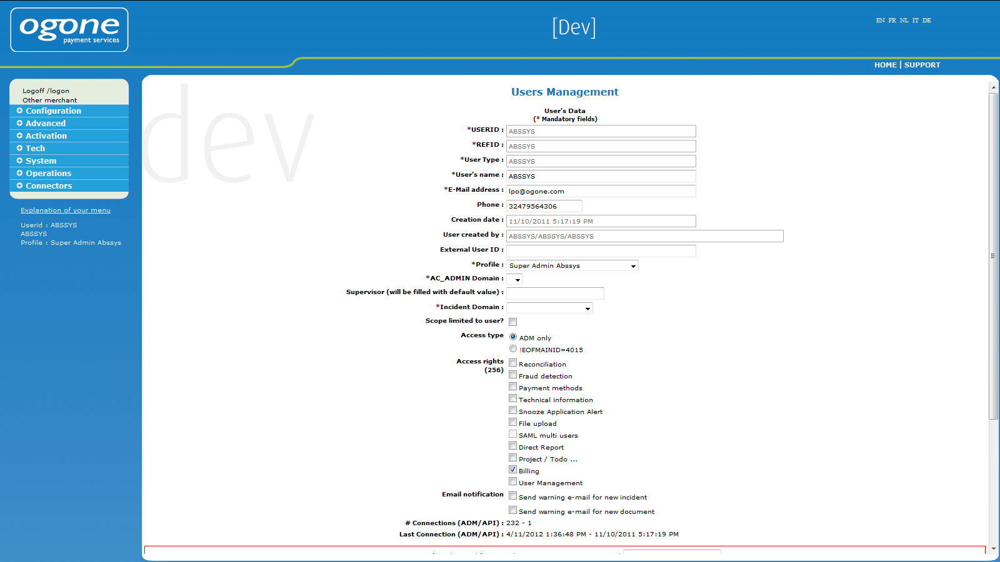 ogone
payment services
[Dev]
EN FR NL IT DE
HOME | SUPPORT
Logoff /logon
Other merchant
Configuration
Advanced
Activation
Tech
System
Operations
Connectors
Explanation of your menu
Userid : ABSSYS
ABSSYS
Profile : Super Admin Abssys
dev
Users Management
User's Data
(* Mandatory fields)
*USERID : ABSSYS
*REFID : ABSSYS
*User Type : ABSSYS
*User's name : ABSSYS
*E-Mail address : lpo@ogone.com
Phone : 32479564306
Creation date : 11/10/2011 5:17:19 PM
User created by : ABSSYS/ABSSYS/ABSSYS
External User ID :
*Profile : Super Admin Abssys
*AC_ADMIN Domain :
Supervisor (will be filled with default value) :
*Incident Domain :
Scope limited to user?
Access type ADM only
!EOFMAINID=4015
Access rights Reconciliation
(256)
Fraud detection
Payment methods
Technical information
Snooze Application Alert
File upload
SAML multi users
Direct Report
Project / Todo ...
Billing
User Management
Email notification Send warning e-mail for new incident
Send warning e-mail for new document
# Connections (ADM/API) : 232 - 1
Last Connection (ADM/API) : 4/11/2012 1:36:48 PM - 11/10/2011 5:17:19 PM